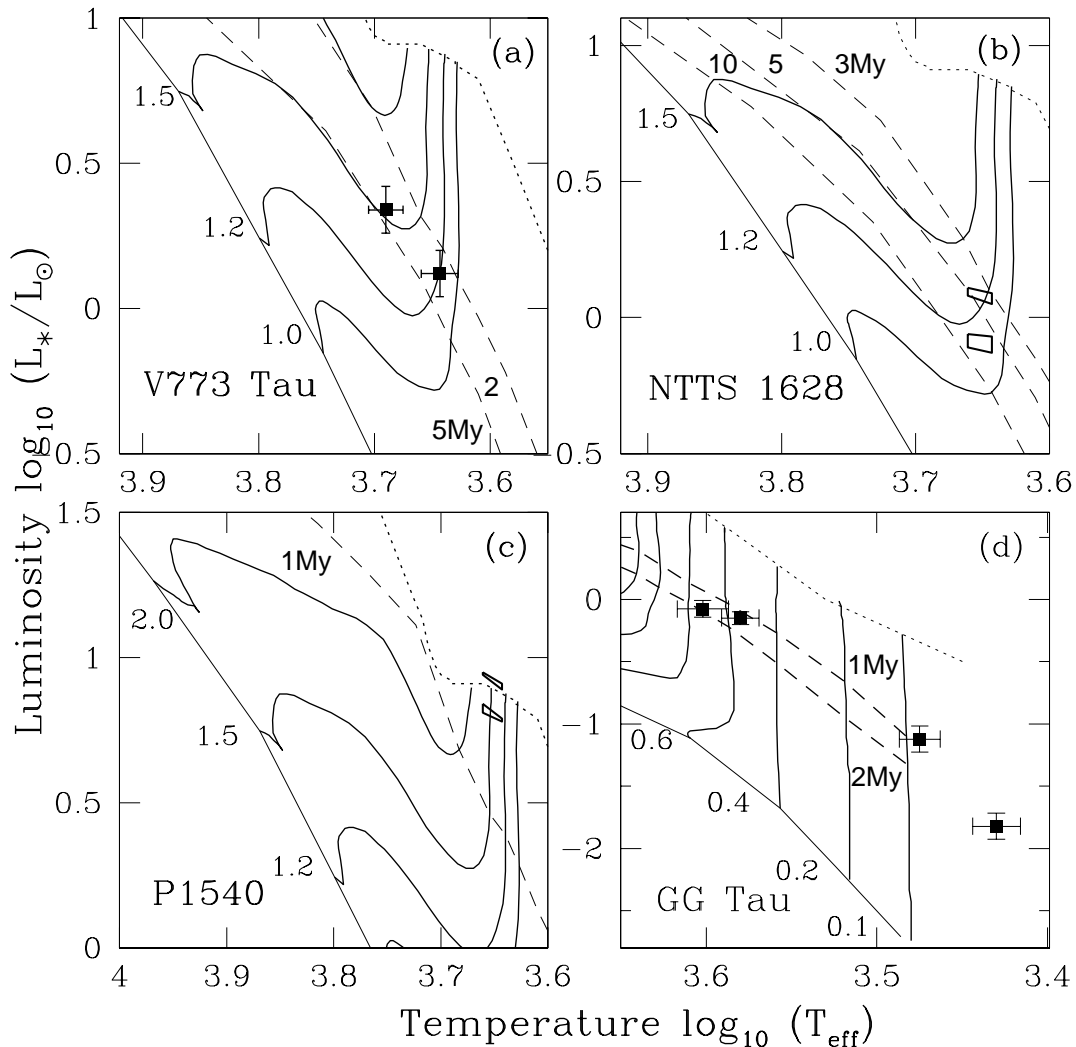 Luminosity log10 (L*/L⊙)
Temperature log10 (Teff)
(a)
1
0.5
0
0.5
3.9 3.8 3.7 3.6
1.5
1.2
1.0
2
5My
V773 Tau
(b)
1
0.5
0
0.5
3.9 3.8 3.7 3.6
10 5 3My
1.5
1.2
1.0
NTTS 1628
(c)
1.5
1
0.5
0
4 3.9 3.8 3.7 3.6
1My
2.0
1.5
1.2
P1540
(d)
0
−1
−2
3.6 3.5 3.4
1My
2My
0.6
0.4
0.2
0.1
GG Tau